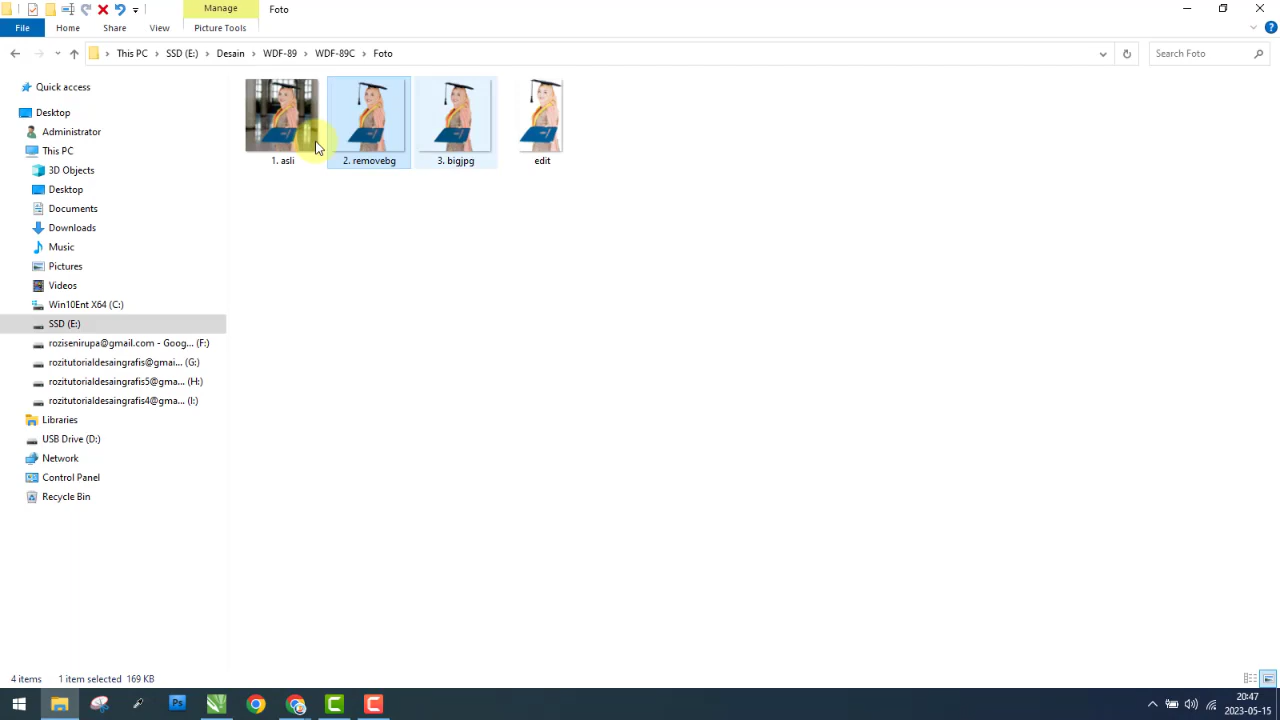 Manage
Foto
File
Home
Share
View
Picture Tools
This PC
SSD (E:)
Desain
WDF-89
WDF-89C
Foto
Search Foto
Quick access
Desktop
Administrator
This PC
3D Objects
Desktop
Documents
Downloads
Music
Pictures
Videos
Win10Ent X64 (C:)
SSD (E:)
rozisenirupa@gmail.com - Goog... (F:)
rozitutorialdesaingrafis@gmai... (G:)
rozitutorialdesaingrafis5@gma... (H:)
rozitutorialdesaingrafis4@gma... (I:)
Libraries
USB Drive (D:)
Network
Control Panel
Recycle Bin
1. asli
2. removebg
3. bigjpg
edit
4 items
1 item selected 169 KB
Ps
20:47
2023-05-15